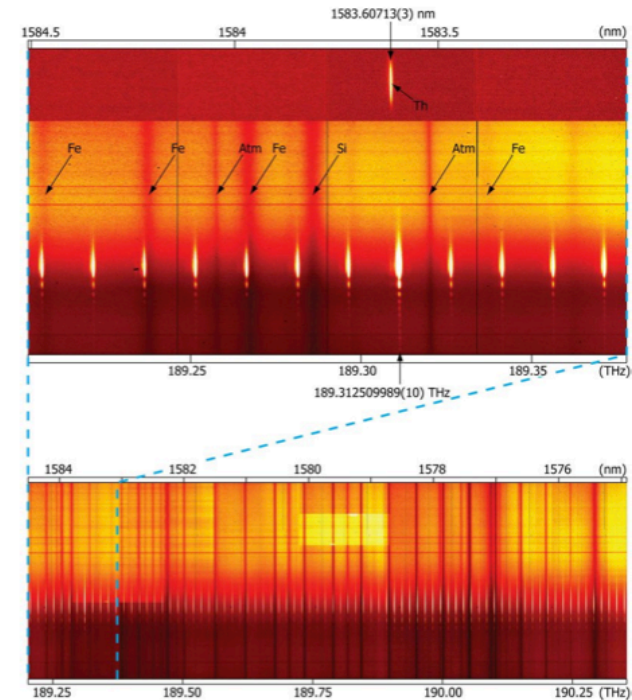 1583.60713(3) nm
1584.5 1584 1583.5 (nm)
Th
Fe Fe Atm Fe Si Atm Fe
189.25 189.30 189.35 (THz)
189.312509989(10) THz
1584 1582 1580 1578 1576 (nm)
189.25 189.50 189.75 190.00 190.25 (THz)